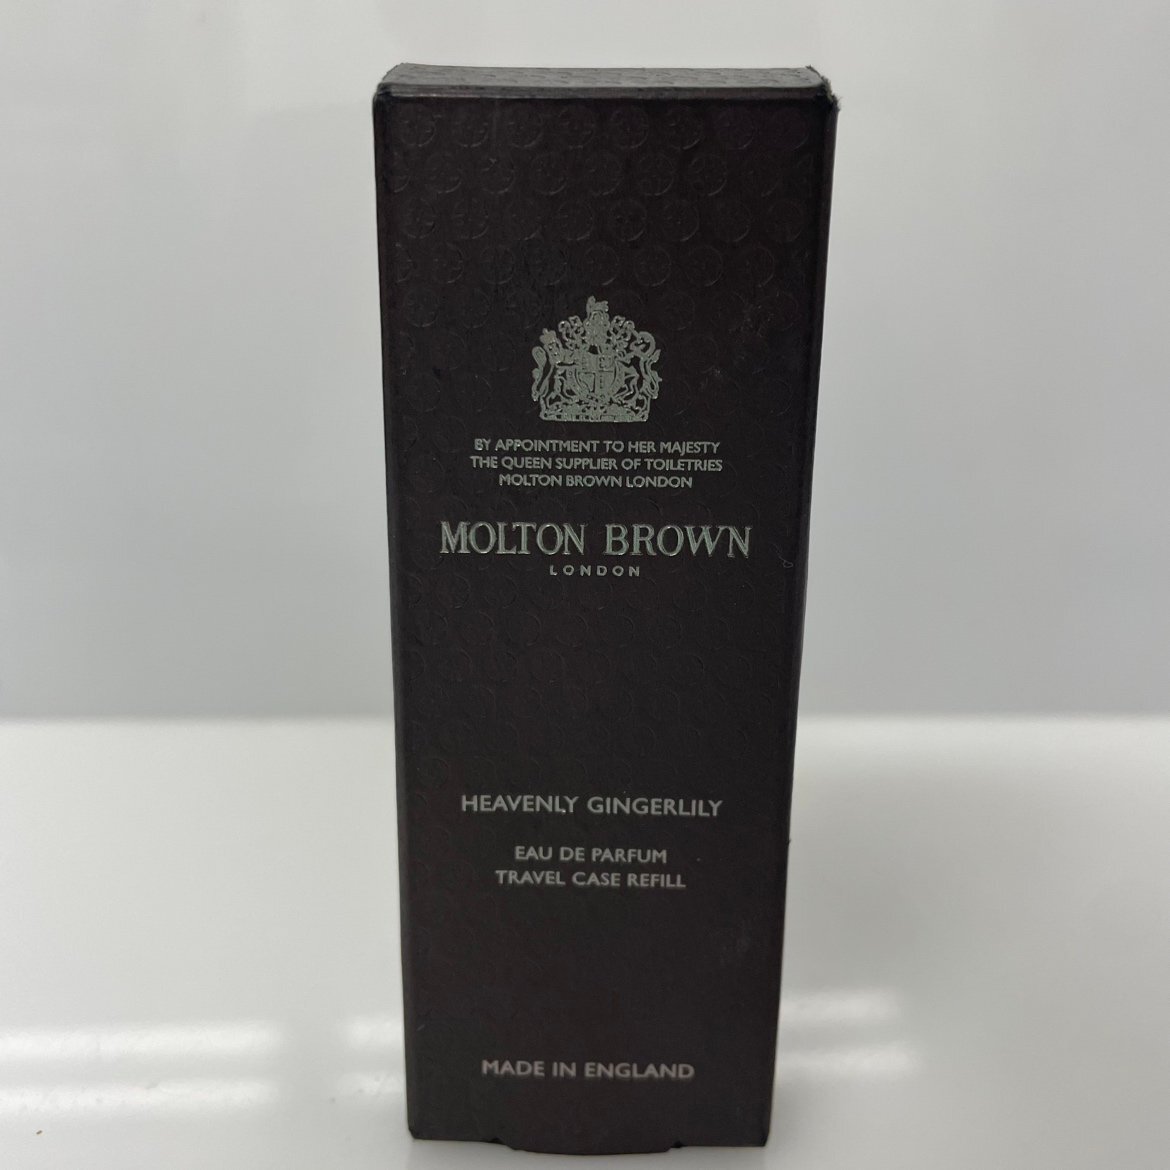 BY APPOINTMENT TO HER MAJESTY
THE QUEEN SUPPLIER OF TOILETRIES
MOLTON BROWN LONDON
MOLTON BROWN
LONDON
HEAVENLY GINGERLILY
EAU DE PARFUM
TRAVEL CASE REFILL
MADE IN ENGLAND